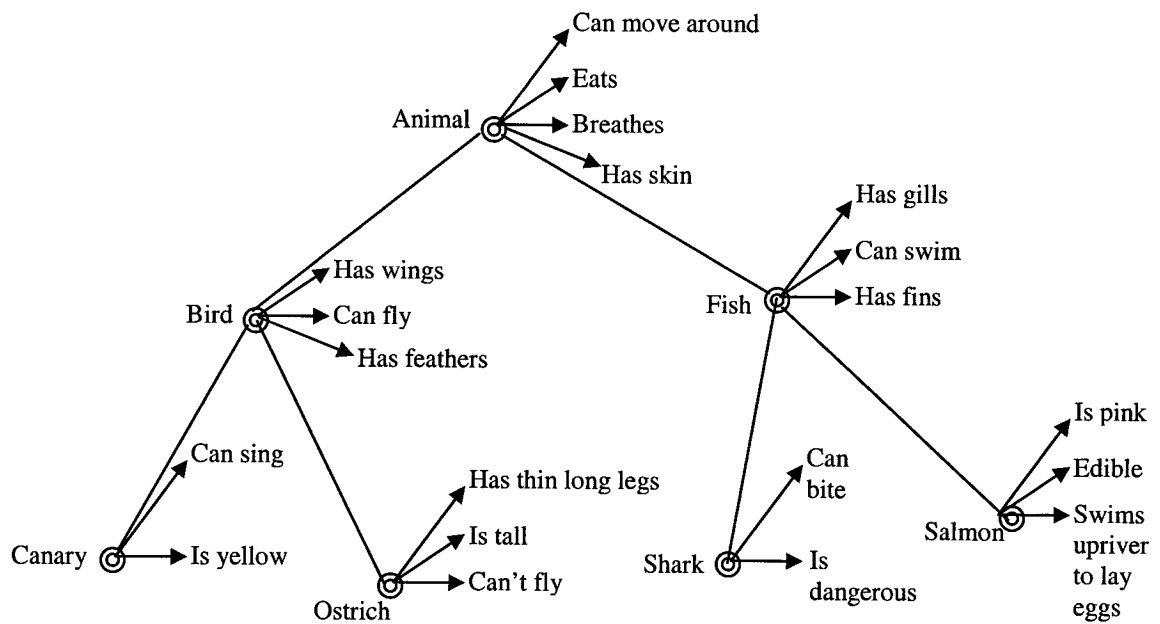 Can move around
Eats
Animal
Breathes
Has skin
Has gills
Can swim
Has fins
Fish
Has wings
Bird
Can fly
Has feathers
Can sing
Canary
Is yellow
Has thin long legs
Is tall
Can't fly
Ostrich
Can
bite
Shark
Is
dangerous
Is pink
Edible
Salmon
Swims
upriver
to lay
eggs